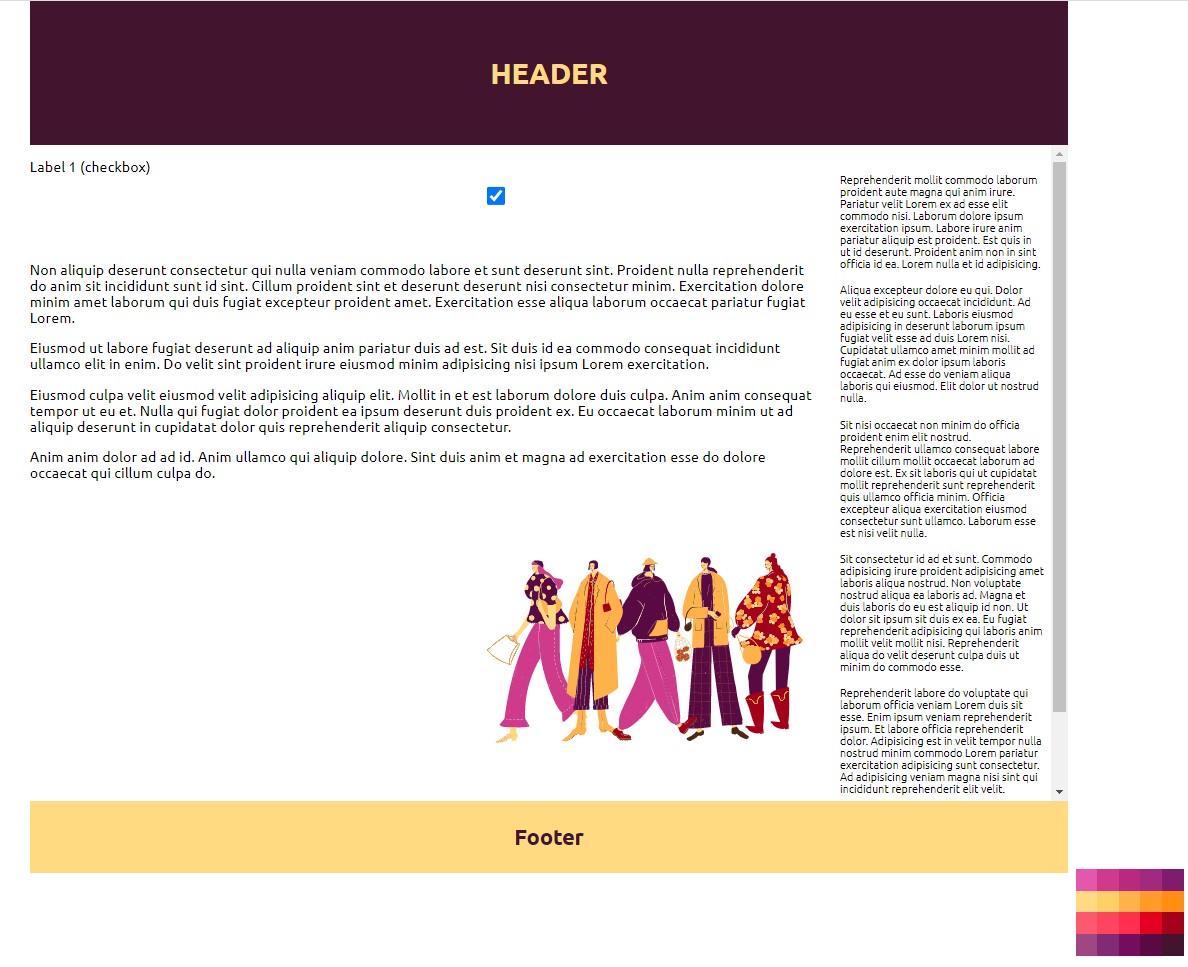 HEADER
Label 1 (checkbox)
Non aliquip deserunt consectetur qui nulla veniam commodo labore et sunt deserunt sint. Proident nulla reprehenderit
do anim sit incididunt sunt id sint. Cillum proident sint et deserunt deserunt nisi consectetur minim. Exercitation dolore
minim amet laborum qui duis fugiat excepteur proident amet. Exercitation esse aliqua laborum occaecat pariatur fugiat
Lorem.
Eiusmod ut labore fugiat deserunt ad aliquip anim pariatur duis ad est. Sit duis id ea commodo consequat incididunt
ullamco elit in enim. Do velit sint proident irure eiusmod minim adipisicing nisi ipsum Lorem exercitation.
Eiusmod culpa velit eiusmod velit adipisicing aliquip elit. Mollit in et est laborum dolore duis culpa. Anim anim consequat
tempor ut eu et. Nulla qui fugiat dolor proident ea ipsum deserunt duis proident ex. Eu occaecat laborum minim ut ad
aliquip deserunt in cupidatat dolor quis reprehenderit aliquip consectetur.
Anim anim dolor ad ad id. Anim ullamco qui aliquip dolore. Sint duis anim et magna ad exercitation esse do dolore
occaecat qui cillum culpa do.
Reprehenderit mollit commodo laborum
proident aute magna qui anim irure.
Pariatur velit Lorem ex ad esse elit
commodo nisi. Laborum dolore ipsum
exercitation ipsum. Labore irure anim
pariatur aliquip est proident. Est quis in
ut id deserunt. Proident anim non in sint
officia id ea. Lorem nulla et id adipisicing.
Aliqua excepteur dolore eu qui. Dolor
velit adipisicing occaecat incididunt. Ad
eu esse et eu sunt. Laboris eiusmod
adipisicing in deserunt laborum ipsum
fugiat velit esse ad duis Lorem nisi.
Cupidatat ullamco amet minim mollit ad
fugiat anim ex dolor ipsum laboris
occaecat. Ad esse do veniam aliqua
laboris qui eiusmod. Elit dolor ut nostrud
nulla.
Sit nisi occaecat non minim do officia
proident enim elit nostrud.
Reprehenderit ullamco consequat labore
mollit cillum mollit occaecat laborum ad
dolore est. Ex sit laboris qui ut cupidatat
mollit reprehenderit sunt reprehenderit
quis ullamco officia minim. Officia
excepteur aliqua exercitation eiusmod
consectetur sunt ullamco. Laborum esse
est nisi velit nulla.
Sit consectetur id ad et sunt. Commodo
adipisicing irure proident adipisicing amet
laboris aliqua nostrud. Non voluptate
nostrud aliqua ea laboris ad. Magna et
duis laboris do eu est aliquip id non. Ut
dolor sit ipsum sit duis ex ea. Eu fugiat
reprehenderit adipisicing qui laboris anim
mollit velit mollit nisi. Reprehenderit
aliqua do velit deserunt culpa duis ut
minim do commodo esse.
Reprehenderit labore do voluptate qui
laborum officia veniam Lorem duis sit
esse. Enim ipsum veniam reprehenderit
ipsum. Et labore officia reprehenderit
dolor. Adipisicing est in velit tempor nulla
nostrud minim commodo Lorem pariatur
exercitation adipisicing sunt consectetur.
Ad adipisicing veniam magna nisi sint qui
incididunt reprehenderit elit velit.
Footer